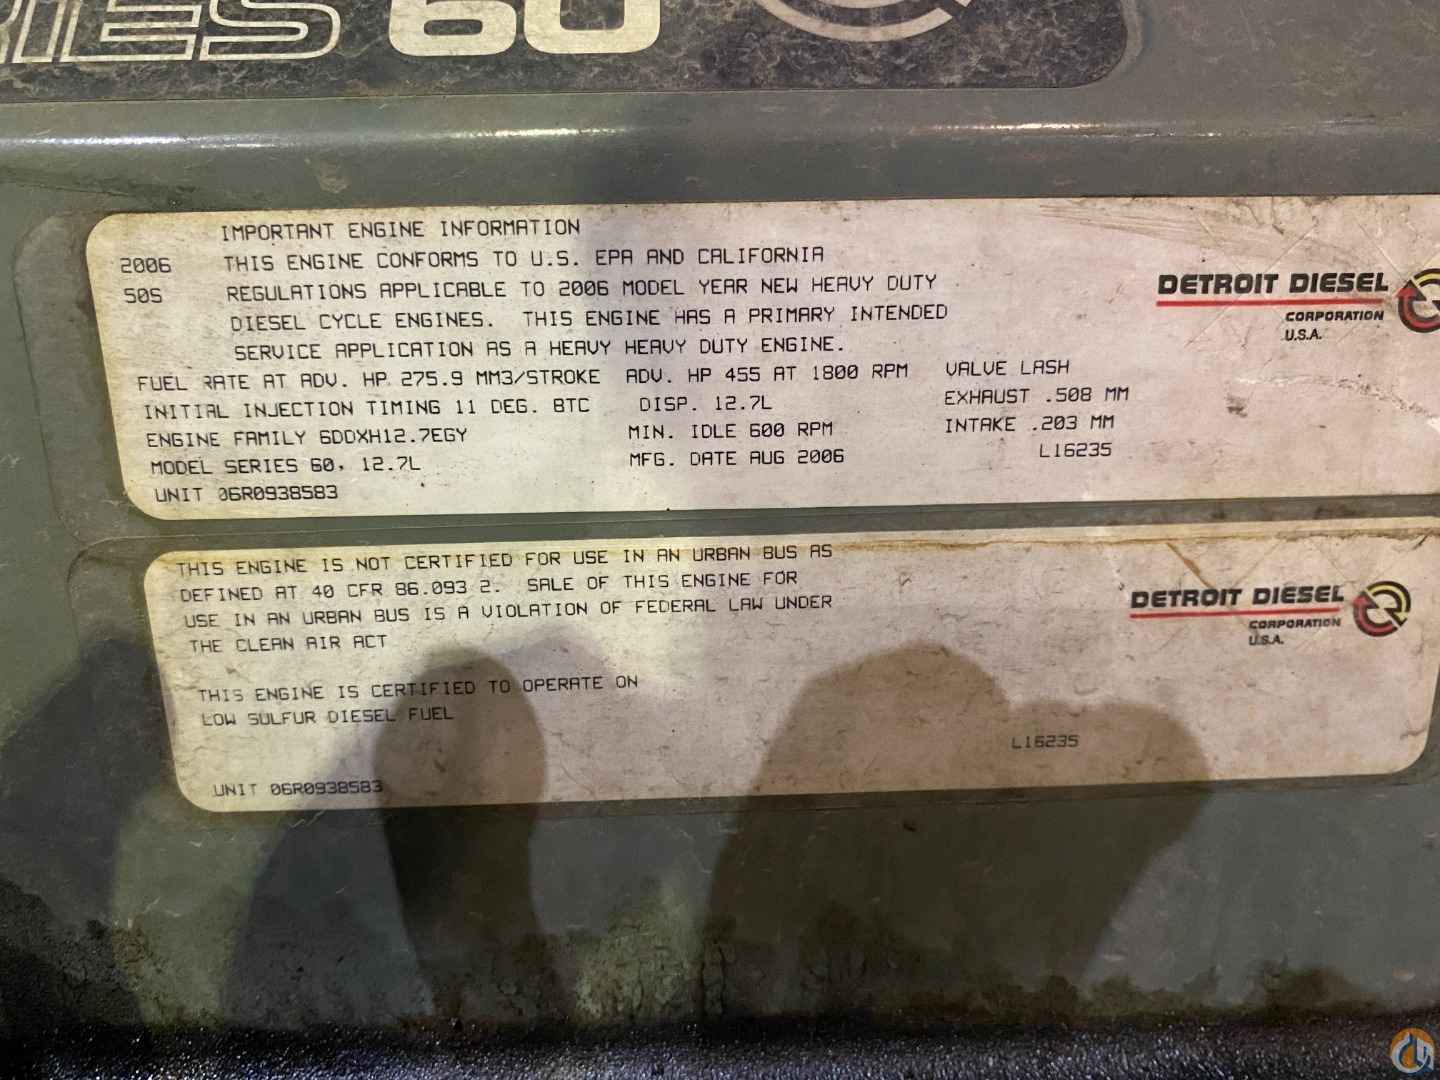 IES 60
IMPORTANT ENGINE INFORMATION
2006 THIS ENGINE CONFORMS TO U.S. EPA AND CALIFORNIA
50S REGULATIONS APPLICABLE TO 2006 MODEL YEAR NEW HEAVY DUTY
DIESEL CYCLE ENGINES. THIS ENGINE HAS A PRIMARY INTENDED
SERVICE APPLICATION AS A HEAVY HEAVY DUTY ENGINE.
FUEL RATE AT ADV. HP 275.9 MM3/STROKE ADV. HP 455 AT 1800 RPM VALVE LASH
INITIAL INJECTION TIMING 11 DEG. BTC DISP. 12.7L EXHAUST .508 MM
ENGINE FAMILY 6DDXH12.7EGY MIN. IDLE 600 RPM INTAKE .203 MM
MODEL SERIES 60, 12.7L MFG. DATE AUG 2006 L16235
UNIT 06R0938583
DETROIT DIESEL
CORPORATION
U.S.A.
THIS ENGINE IS NOT CERTIFIED FOR USE IN AN URBAN BUS AS
DEFINED AT 40 CFR 86.093 2. SALE OF THIS ENGINE FOR
USE IN AN URBAN BUS IS A VIOLATION OF FEDERAL LAW UNDER
THE CLEAN AIR ACT
THIS ENGINE IS CERTIFIED TO OPERATE ON
LOW SULFUR DIESEL FUEL
L16235
UNIT 06R0938583
DETROIT DIESEL
CORPORATION
U.S.A.